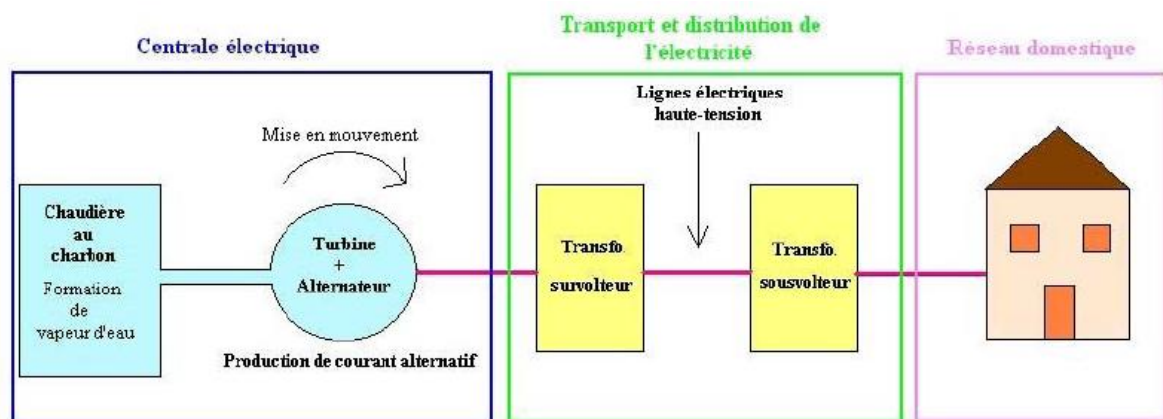 Centrale électrique
Transport et distribution de
l'électricité
Réseau domestique
Lignes électriques
haute-tension
Mise en mouvement
Chaudière
au
charbon
Formation
de
vapeur d'eau
Turbine
+
Alternateur
Production de courant alternatif
Transfo.
survolteur
Transfo.
sousvolteur